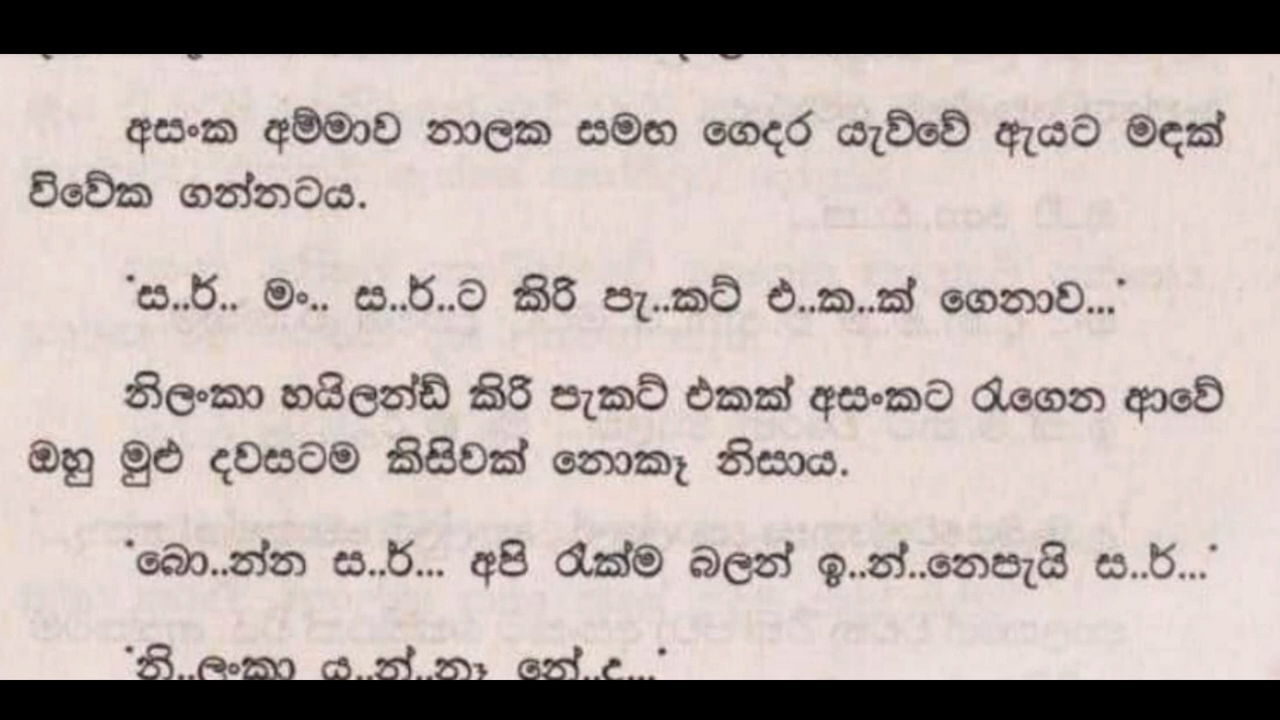 අසංක අම්මාව නාලක සමඟ ගෙදර යැව්වේ ඇයට මඳක්
විවේක ගන්නටය.
'ස..ර්.. මං.. ස..ර්..ට කිරි පැ..කට් එ..ක..ක් ගෙනාව...'
නිලංකා හයිලන්ඩ් කිරි පැකට් එකක් අසංකට රැගෙන ආවේ
ඔහු මුළු දවසටම කිසිවක් නොකෑ නිසාය.
'බො..න්න ස..ර්... අපි රැක්ම බලන් ඉ..න්..නෙපැයි ස..ර්...'
'නි..ලංකා ය..න්..නෑ නේ..ද...'